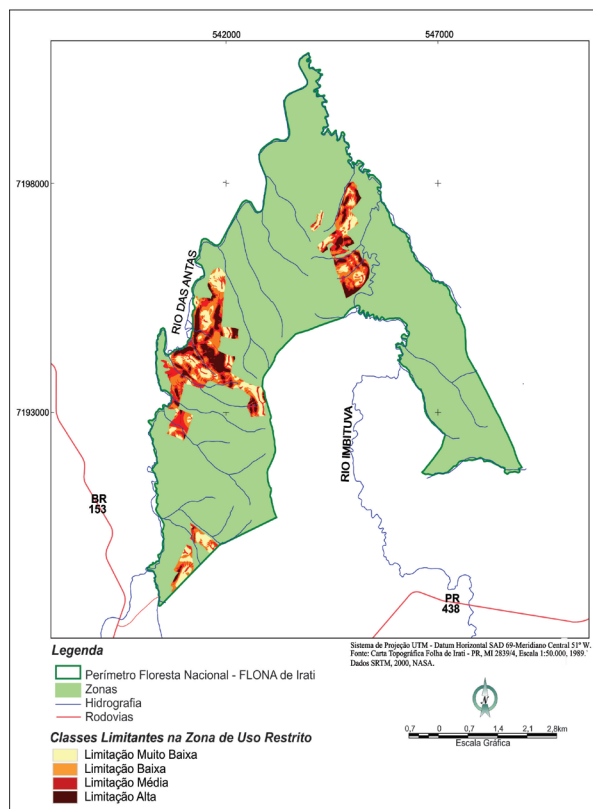 542000
547000
7198000
RIO DAS ANTAS
7193000
RIO IMBITUVA
BR
153
PR
438
Legenda
Perímetro Floresta Nacional - FLONA de Irati
Zonas
Hidrografia
Rodovias
Classes Limitantes na Zona de Uso Restrito
Limitação Muito Baixa
Limitação Baixa
Limitação Média
Limitação Alta
Sistema de Projeção UTM - Datum Horizontal SAD 69-Meridiano Central 51º W.
Fonte: Carta Topográfica Folha de Irati - PR, MI 2839/4, Escala 1:50.000, 1989.
Dados SRTM, 2000, NASA.
N
0,7 0 0,7 1,4 2,1 2,8km
Escala Gráfica